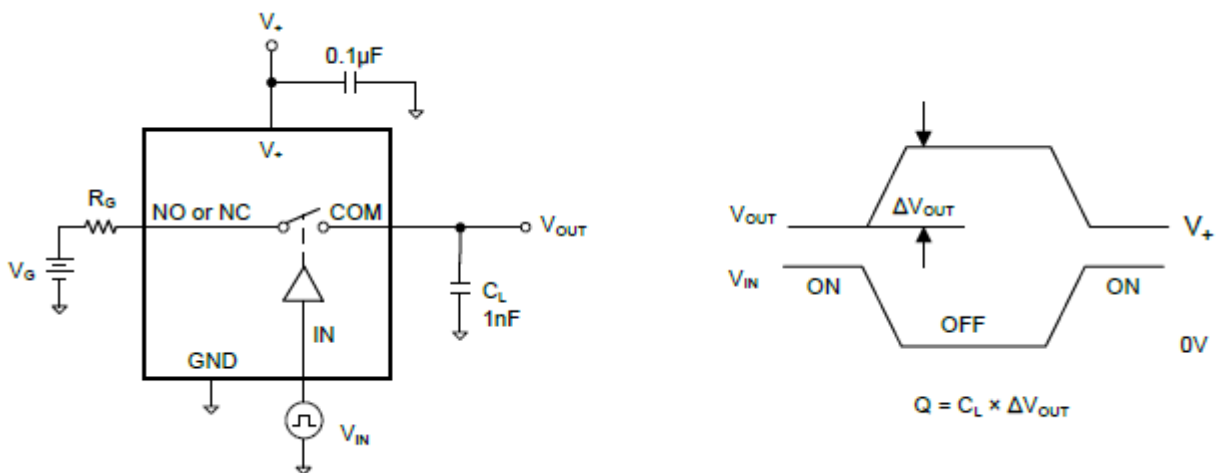 V+
0.1μF
V+
RG
NO or NC
COM
VOUT
VG
CL
1nF
IN
GND
VIN
VOUT
ΔVOUT
V+
VIN
ON
OFF
ON
0V
Q = CL × ΔVOUT